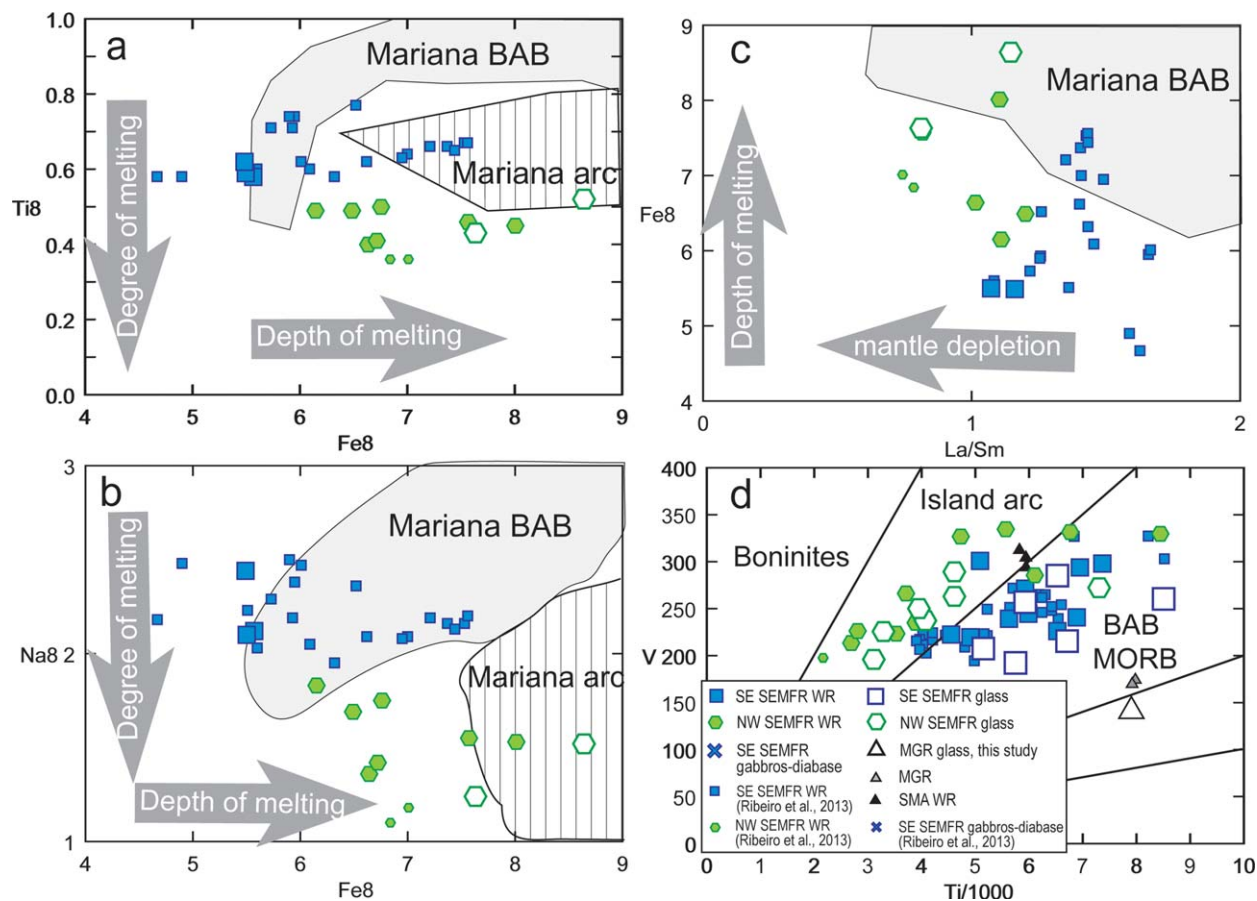 a
1.0
0.8
0.6
Ti8
0.4
0.2
0.0
4
5
6
7
8
9
Fe8
Mariana BAB
Mariana arc
Degree of melting
Depth of melting
c
9
8
7
Fe8
6
5
4
0
1
2
La/Sm
Mariana BAB
Depth of melting
mantle depletion
b
3
Na8
2
1
4
5
6
7
8
9
Fe8
Mariana BAB
Mariana arc
Degree of melting
Depth of melting
d
400
350
300
250
V
200
150
100
50
0
0
1
2
3
4
5
6
7
8
9
10
Ti/1000
Boninites
Island arc
BAB
MORB
SE SEMFR WR
NW SEMFR WR
SE SEMFR
gabbros-diabase
SE SEMFR WR
(Ribeiro et al., 2013)
NW SEMFR WR
(Ribeiro et al., 2013)
SE SEMFR glass
NW SEMFR glass
MGR glass, this study
MGR
SMA WR
SE SEMFR gabbros-diabase
(Ribeiro et al., 2013)